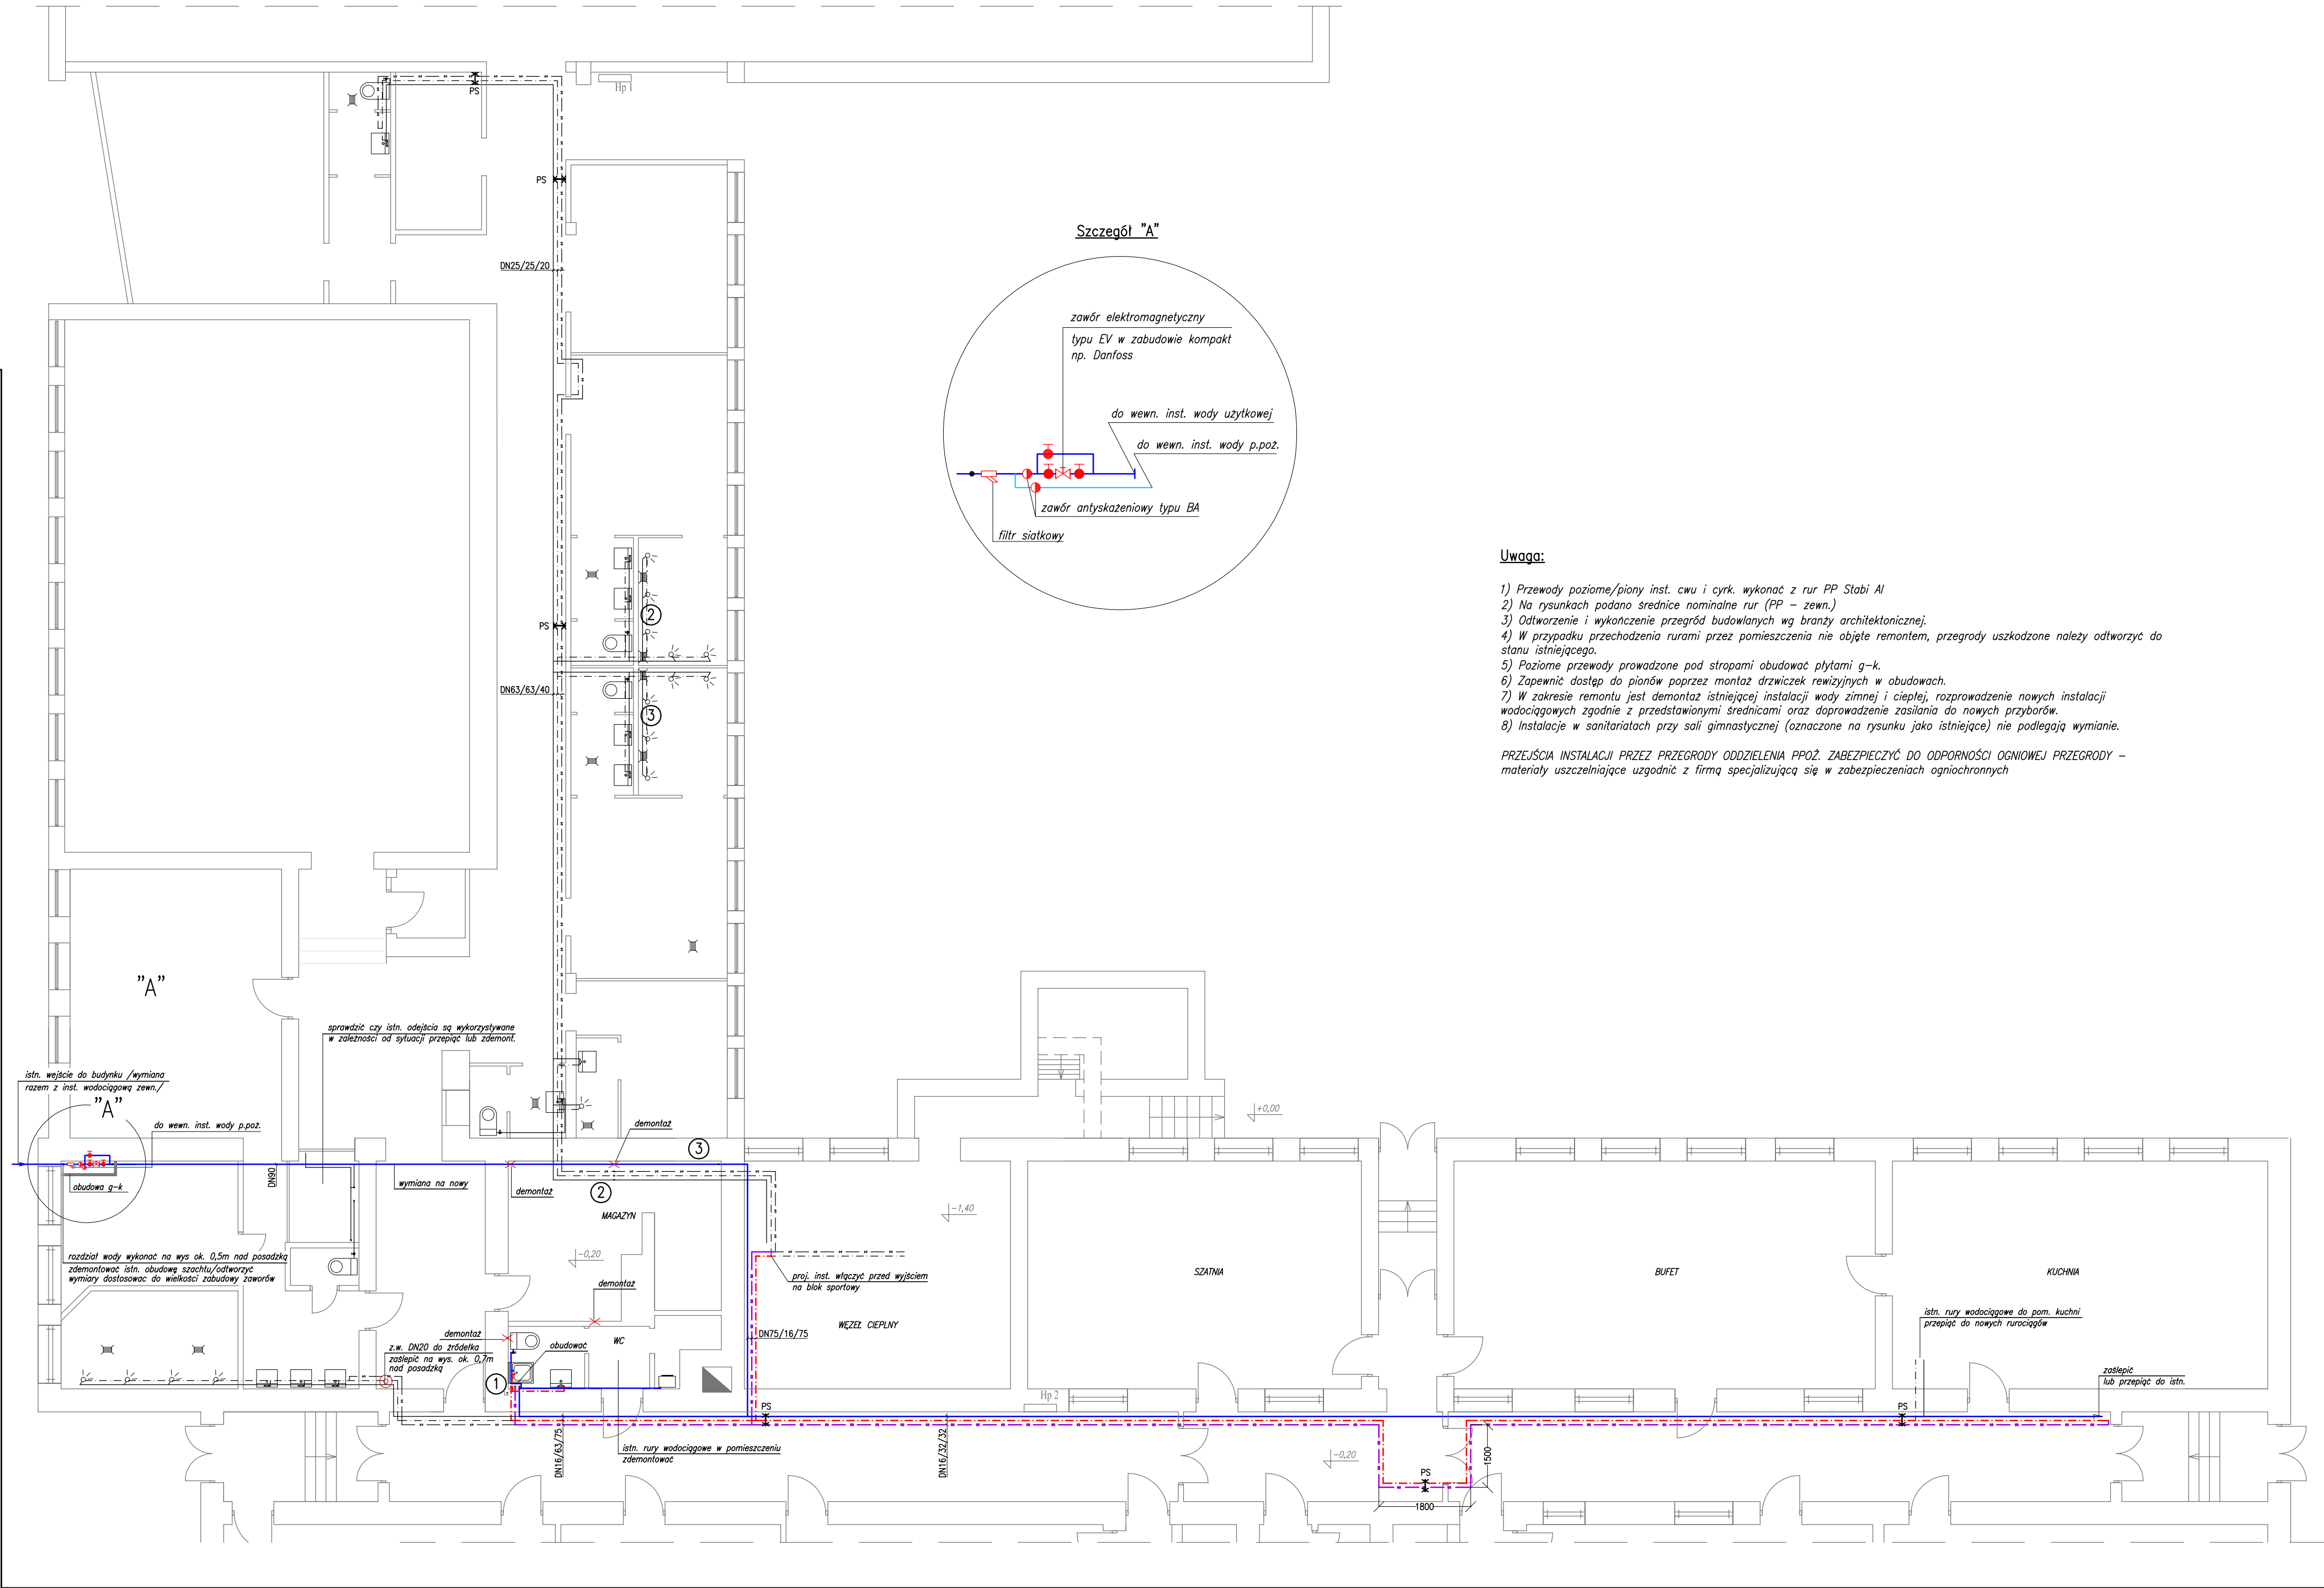 Hp 1
PS
PS
DN25/25/20
Szczegół "A"
zawór elektromagnetyczny
typu EV w zabudowie kompakt
np. Danfoss
do wewn. inst. wody użytkowej
do wewn. inst. wody p.poż.
zawór antyskażeniowy typu BA
filtr siatkowy
Uwaga:
1) Przewody poziome/piony inst. cwu i cyrk. wykonać z rur PP Stabi Al
2) Na rysunkach podano średnice nominalne rur (PP – zewn.)
3) Odtworzenie i wykończenie przegród budowlanych wg branży architektonicznej.
4) W przypadku przechodzenia rurami przez pomieszczenia nie objęte remontem, przegrody uszkodzone należy odtworzyć do
stanu istniejącego.
5) Poziome przewody prowadzone pod stropami obudować płytami g-k.
6) Zapewnić dostęp do pionów poprzez montaż drzwiczek rewizyjnych w obudowach.
7) W zakresie remontu jest demontaż istniejącej instalacji wody zimnej i ciepłej, rozprowadzenie nowych instalacji
wodociągowych zgodnie z przedstawionymi średnicami oraz doprowadzenie zasilania do nowych przyborów.
8) Instalacje w sanitariatach przy sali gimnastycznej (oznaczone na rysunku jako istniejące) nie podlegają wymianie.
PRZEJŚCIA INSTALACJI PRZEZ PRZEGRODY ODDZIELENIA PPOŻ. ZABEZPIECZYĆ DO ODPORNOŚCI OGNIOWEJ PRZEGRODY –
materiały uszczelniające uzgodnić z firmą specjalizującą się w zabezpieczeniach ogniochronnych
2
PS
DN63/63/40
3
"A"
sprawdzić czy istn. odejścia są wykorzystywane
w zależności od sytuacji przepiąć lub zdemont.
istn. wejście do budynku /wymiana
razem z inst. wodociągową zewn./
"A"
do wewn. inst. wody p.poż.
demontaż
+0,00
3
DN90
obudowa g-k
wymiana na nowy
demontaż
2
MAGAZYN
-1,40
-0,20
rozdział wody wykonać na wys ok. 0,5m nad posadzką
zdemontować istn. obudowę szachtu/odtworzyć
wymiary dostosowac do wielkości zabudowy zaworów
proj. inst. włączyć przed wyjściem
na blok sportowy
SZATNIA
BUFET
KUCHNIA
demontaż
istn. rury wodociągowe do pom. kuchni
przepiąć do nowych rurociągów
WĘZEŁ CIEPLNY
DN75/16/75
demontaż
WC
obudować
z.w. DN20 do źródełka
zaślepić na wys. ok. 0,7m
nad posadzką
zaślepić
lub przepiąć do istn.
1
Hp 2
PS
PS
istn. rury wodociągowe w pomieszczeniu
zdemontować
DN16/63/75
DN16/32/32
-0,20
1500
PS
1800